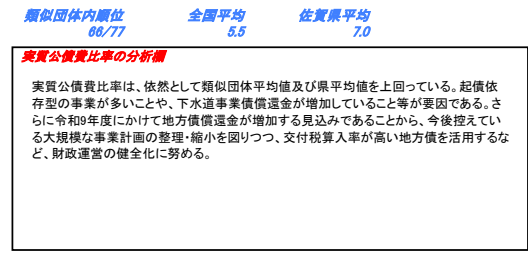 類似団体内順位 全国平均 佐賀県平均
66/77 5.5 7.0
実質公債費比率の分析欄
実質公債費比率は、依然として類似団体平均値及び県平均値を上回っている。起債依
存型の事業が多いことや、下水道事業債償還金が増加していること等が要因である。さ
らに令和9年度にかけて地方債償還金が増加する見込みであることから、今後控えてい
る大規模な事業計画の整理・縮小を図りつつ、交付税算入率が高い地方債を活用するな
ど、財政運営の健全化に努める。